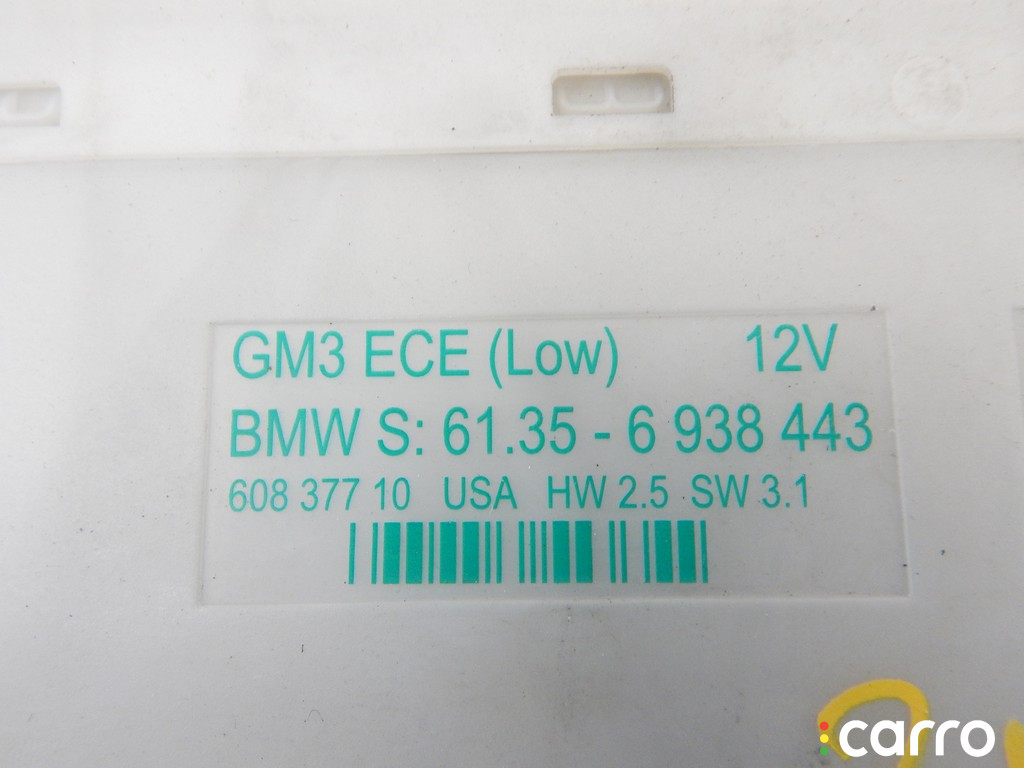 GM3 ECE (Low) 12V
BMW S: 61.35 - 6 938 443
608 377 10 USA HW 2.5 SW 3.1
carro